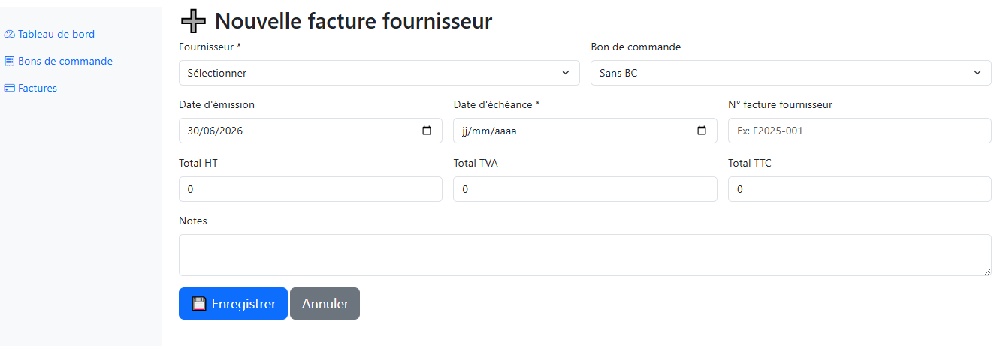 Tableau de bord
Bons de commande
Factures
Nouvelle facture fournisseur
Fournisseur *
Bon de commande
Sélectionner
Sans BC
Date d'émission
Date d'échéance *
N° facture fournisseur
30/06/2026
jj/mm/aaaa
Ex: F2025-001
Total HT
Total TVA
Total TTC
0
0
0
Notes
Enregistrer
Annuler